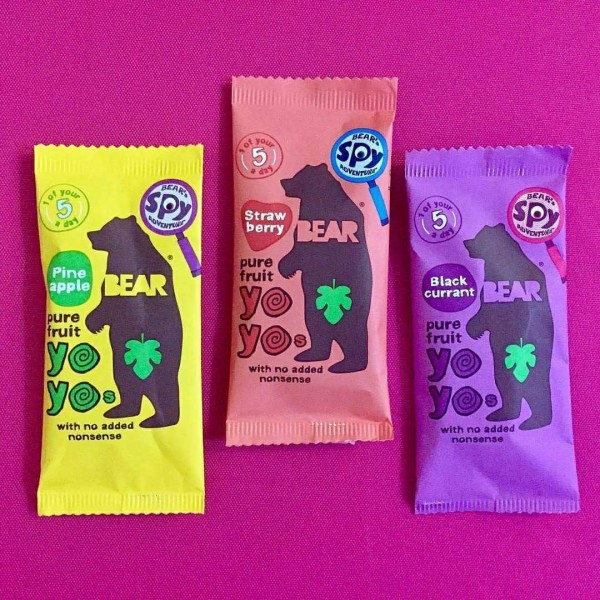 1 of your
5
a day
BEAR'S
SPY
ADVENTURE
Pine
apple
BEAR
®
pure
fruit
yo
yos
with no added
nonsense
1 of your
5
a day
BEAR'S
SPY
ADVENTURE
Straw
berry
BEAR
®
pure
fruit
yo
yos
with no added
nonsense
1 of your
5
a day
BEAR'S
SPY
ADVENTURE
Black
currant
BEAR
®
pure
fruit
yo
yos
with no added
nonsense